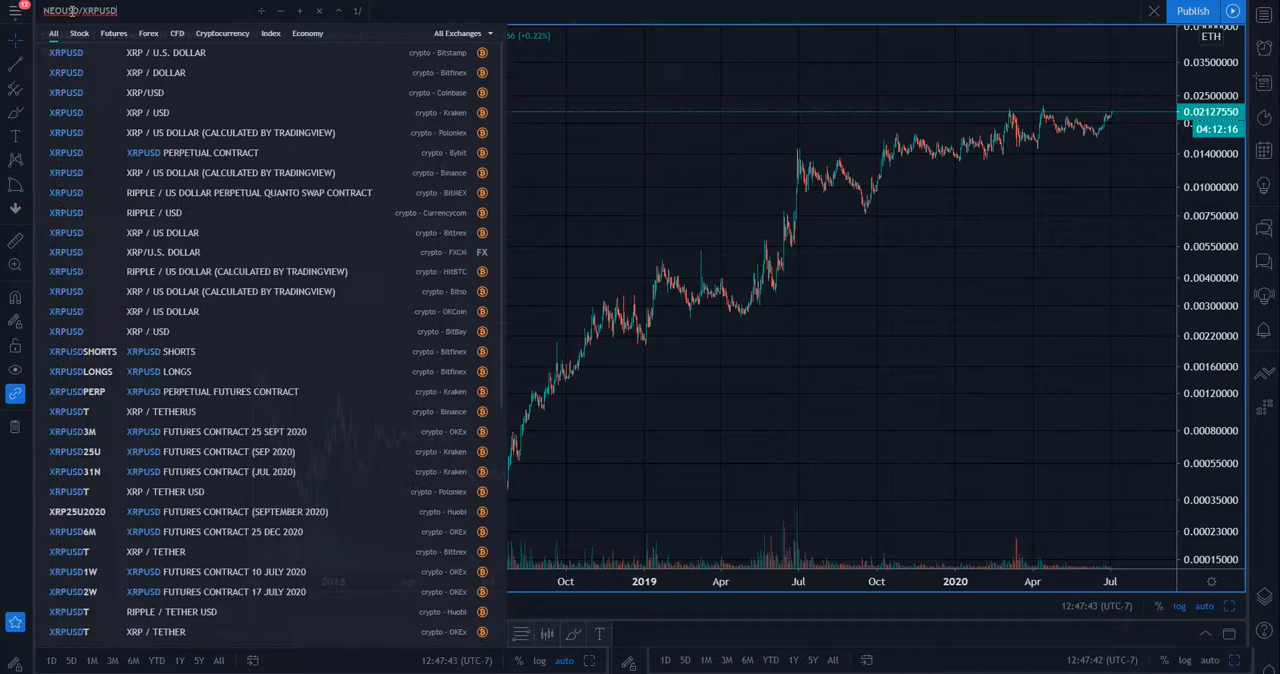 12
NEOUSD/XRPUSD ÷ − + × ^ 1/
Publish
All Stock Futures Forex CFD Cryptocurrency Index Economy All Exchanges
XRPUSD XRP / U.S. DOLLAR crypto - Bitstamp
XRPUSD XRP / DOLLAR crypto - Bitfinex
XRPUSD XRP/USD crypto - Coinbase
XRPUSD XRP / USD crypto - Kraken
XRPUSD XRP / US DOLLAR (CALCULATED BY TRADINGVIEW) crypto - Poloniex
XRPUSD XRPUSD PERPETUAL CONTRACT crypto - Bybit
XRPUSD XRP / US DOLLAR (CALCULATED BY TRADINGVIEW) crypto - Binance
XRPUSD RIPPLE / US DOLLAR PERPETUAL QUANTO SWAP CONTRACT crypto - BitMEX
XRPUSD RIPPLE / USD crypto - Currencycom
XRPUSD XRP / US DOLLAR crypto - Bittrex
XRPUSD XRP/U.S. DOLLAR crypto - FXCM FX
XRPUSD RIPPLE / US DOLLAR (CALCULATED BY TRADINGVIEW) crypto - HitBTC
XRPUSD XRP / US DOLLAR (CALCULATED BY TRADINGVIEW) crypto - Bitso
XRPUSD XRP / US DOLLAR crypto - OKCoin
XRPUSD XRP / USD crypto - BitBay
XRPUSDSHORTS XRPUSD SHORTS crypto - Bitfinex
XRPUSDLONGS XRPUSD LONGS crypto - Bitfinex
XRPUSDPERP XRPUSD PERPETUAL FUTURES CONTRACT crypto - Kraken
XRPUSDT XRP / TETHERUS crypto - Binance
XRPUSD3M XRPUSD FUTURES CONTRACT 25 SEPT 2020 crypto - OKEx
XRPUSD25U XRPUSD FUTURES CONTRACT (SEP 2020) crypto - Kraken
XRPUSD31N XRPUSD FUTURES CONTRACT (JUL 2020) crypto - Kraken
XRPUSDT XRP / TETHER USD crypto - Poloniex
XRP25U2020 XRPUSD FUTURES CONTRACT (SEPTEMBER 2020) crypto - Huobi
XRPUSD6M XRPUSD FUTURES CONTRACT 25 DEC 2020 crypto - OKEx
XRPUSDT XRP / TETHER crypto - Bittrex
XRPUSD1W XRPUSD FUTURES CONTRACT 10 JULY 2020 crypto - OKEx
XRPUSD2W XRPUSD FUTURES CONTRACT 17 JULY 2020 crypto - OKEx
XRPUSDT RIPPLE / TETHER USD crypto - Huobi
XRPUSDT XRP / TETHER crypto - OKEx
2018 Apr
66 (+0.22%)
ETH
0.03500000
0.02500000
0.02127550
04:12:16
0.01400000
0.01000000
0.00750000
0.00550000
0.00400000
0.00300000
0.00220000
0.00160000
0.00120000
0.00080000
0.00055000
0.00035000
0.00023000
0.00015000
Oct 2019 Apr Jul Oct 2020 Apr Jul
12:47:43 (UTC-7) % log auto
1D 5D 1M 3M 6M YTD 1Y 5Y All 12:47:43 (UTC-7) % log auto
1D 5D 1M 3M 6M YTD 1Y 5Y All 12:47:42 (UTC-7) % log auto